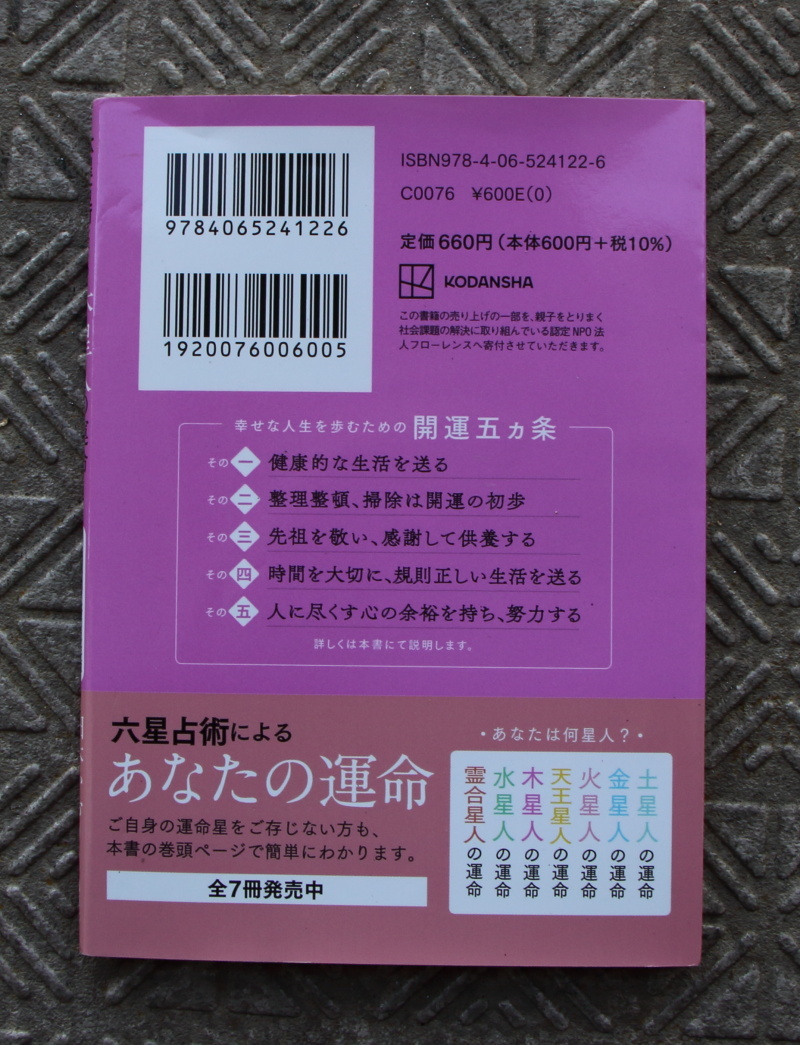 9784065241226
1920076006005
ISBN978-4-06-524122-6
C0076 ¥600E(0)
定価660円(本体600円+税10%)
KODANSHA
この書籍の売り上げの一部を、親子をとりまく
社会課題の解決に取り組んでいる認定NPO法
人フローレンスへ寄付させていただきます。
幸せな人生を歩むための 開運五ヵ条
その一 健康的な生活を送る
その二 整理整頓、掃除は開運の初歩
その三 先祖を敬い、感謝して供養する
その四 時間を大切に、規則正しい生活を送る
その五 人に尽くす心の余裕を持ち、努力する
詳しくは本書にて説明します。
六星占術による
あなたの運命
ご自身の運命星をご存じない方も、
本書の巻頭ページで簡単にわかります。
全7冊発売中
・あなたは何星人?・
土星人の運命
金星人の運命
火星人の運命
天王星人の運命
木星人の運命
水星人の運命
霊合星人の運命